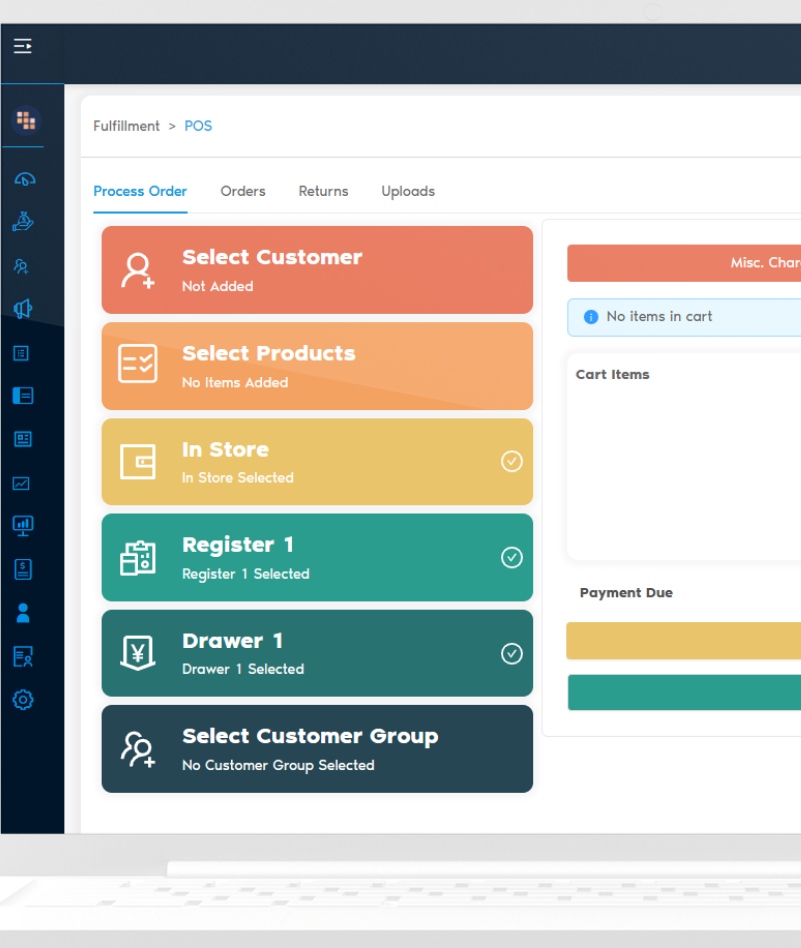 Fulfillment > POS
Process Order Orders Returns Uploads
Select Customer
Not Added
Select Products
No Items Added
In Store
In Store Selected
Register 1
Register 1 Selected
Drawer 1
Drawer 1 Selected
Select Customer Group
No Customer Group Selected
Misc.
No items in cart
Cart Items
Payment Due